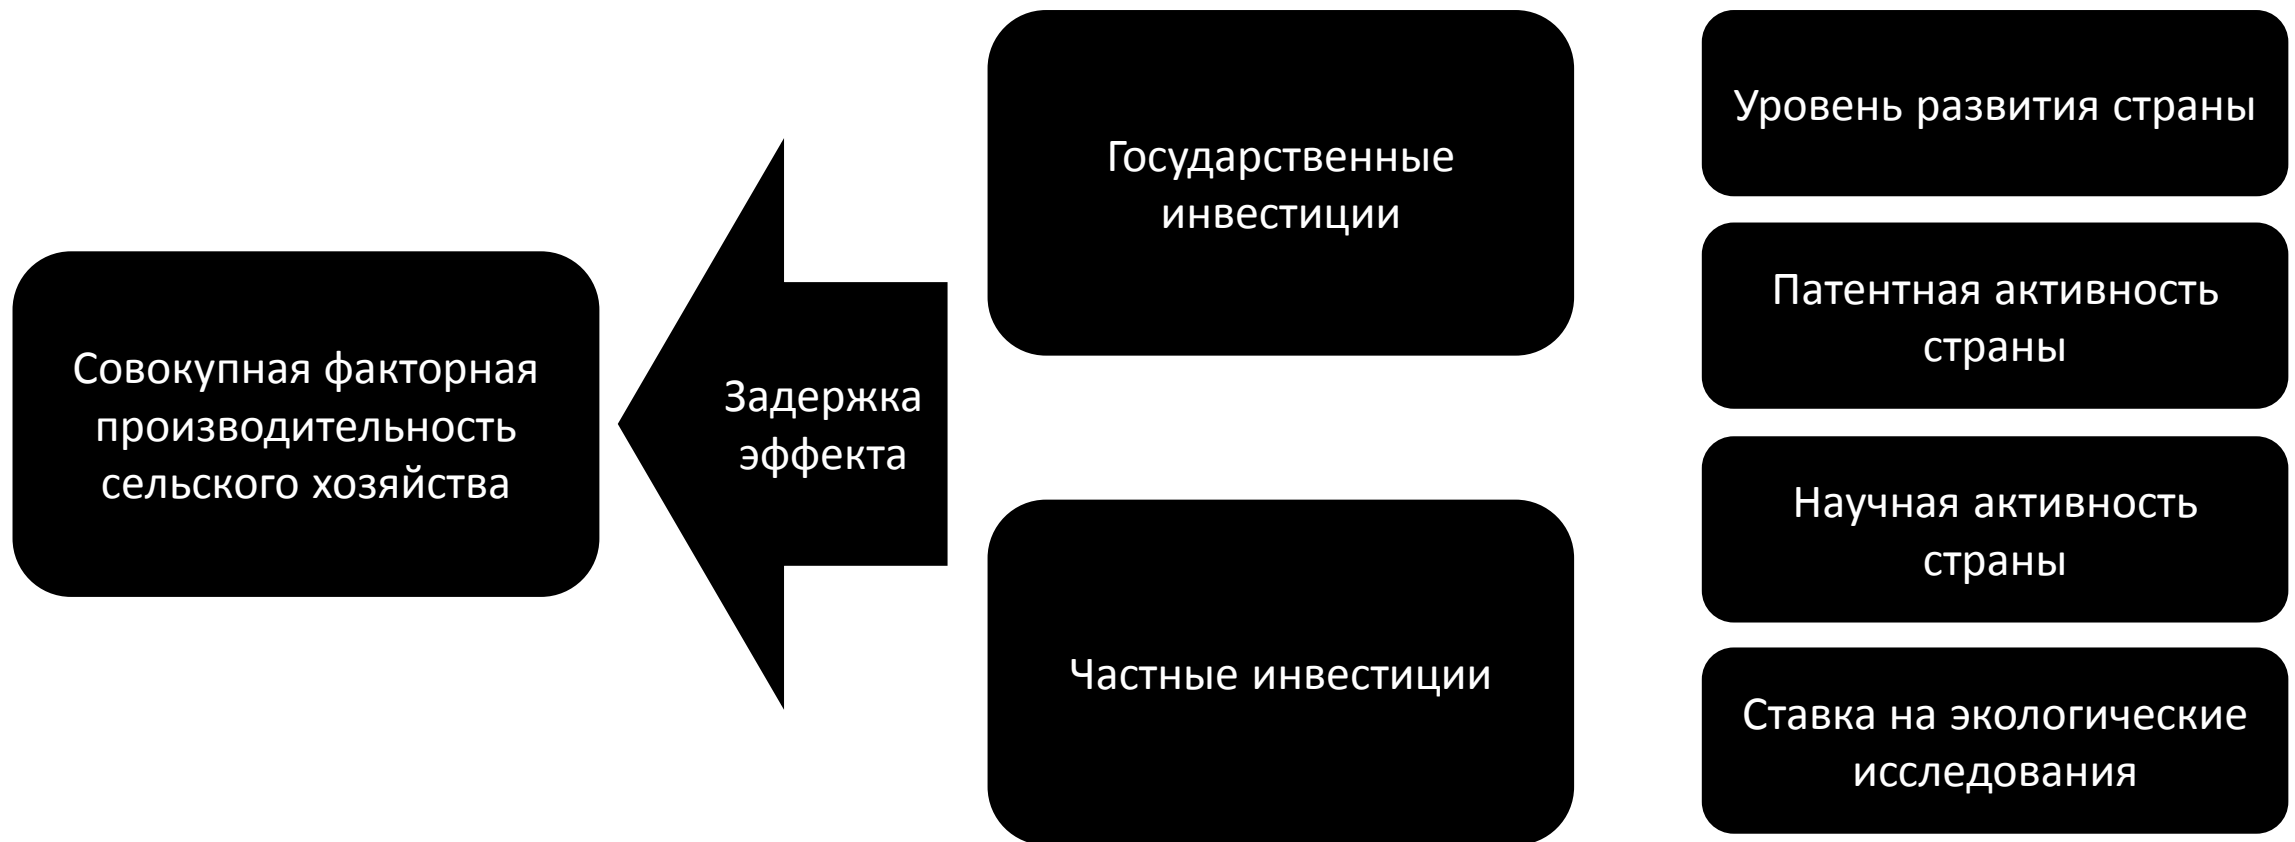 Совокупная факторная
производительность
сельского хозяйства
Задержка
эффекта
Государственные
инвестиции
Частные инвестиции
Уровень развития страны
Патентная активность
страны
Научная активность
страны
Ставка на экологические
исследования